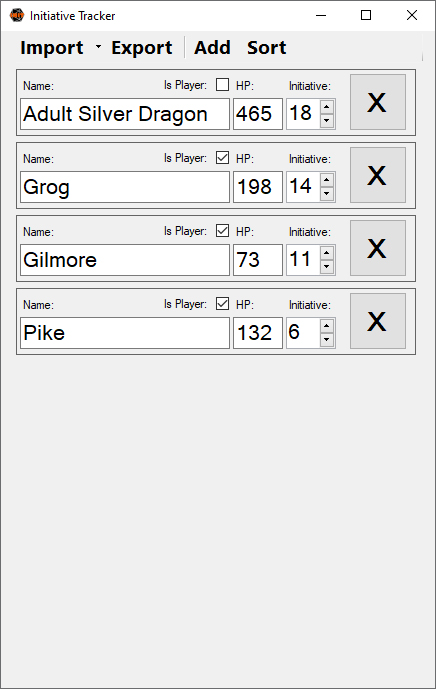 Initiative Tracker
Import Export Add Sort
Name: Is Player: HP: Initiative:
Adult Silver Dragon 465 18 X
Name: Is Player: HP: Initiative:
Grog 198 14 X
Name: Is Player: HP: Initiative:
Gilmore 73 11 X
Name: Is Player: HP: Initiative:
Pike 132 6 X